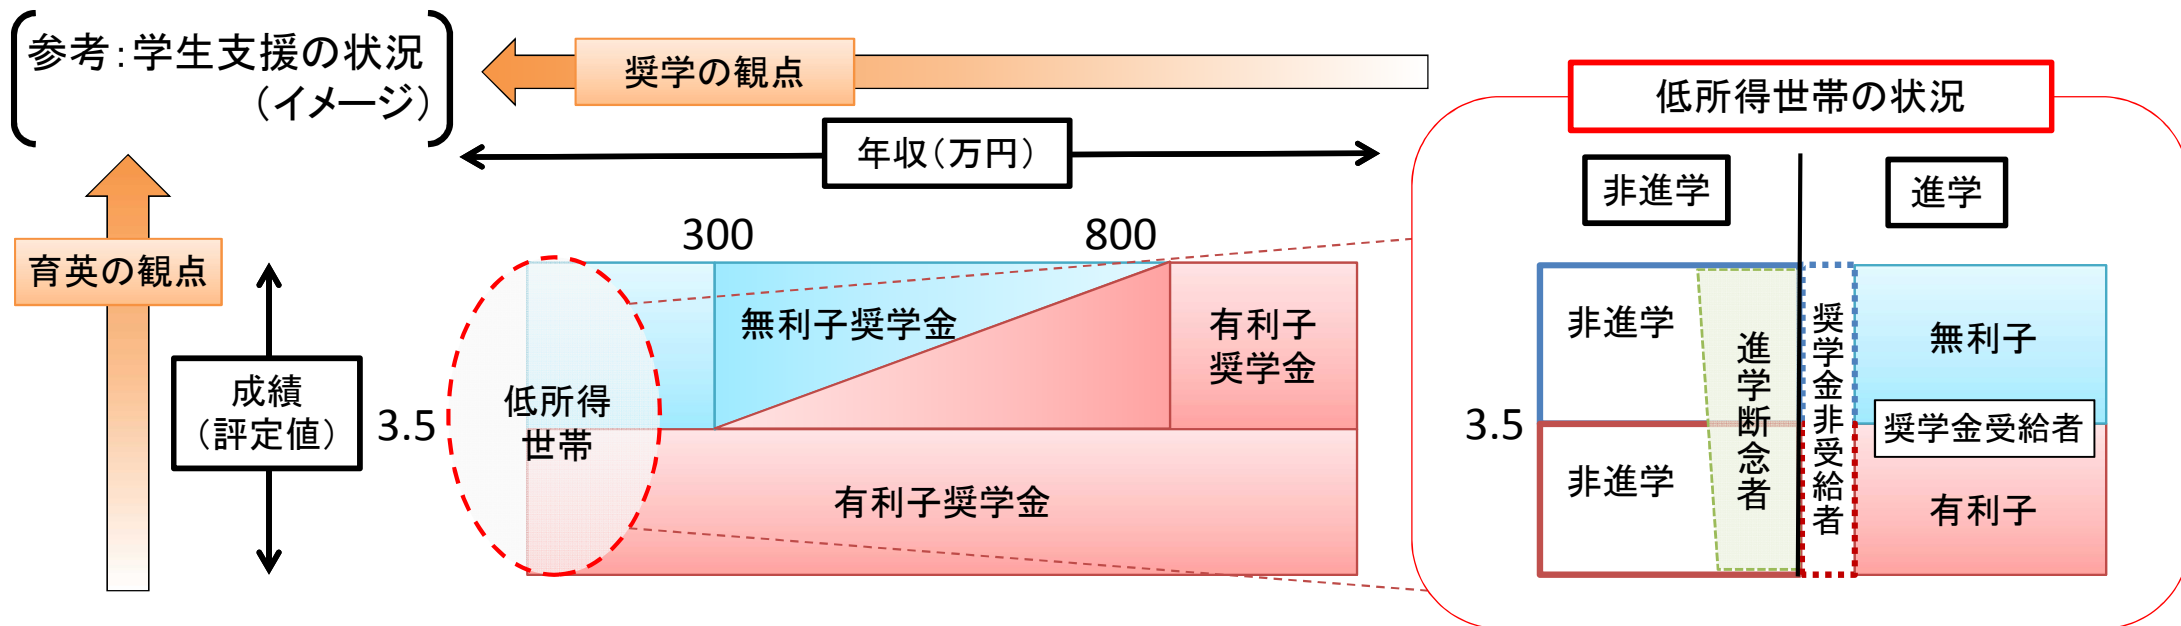 参考：学生支援の状況
（イメージ）
奨学の観点
年収（万円）
育英の観点
成績
（評定値）
3.5
300
800
無利子奨学金
有利子
奨学金
低所得
世帯
有利子奨学金
低所得世帯の状況
非進学
進学
3.5
非進学
非進学
進学断念者
奨学金非受給者
無利子
奨学金受給者
有利子